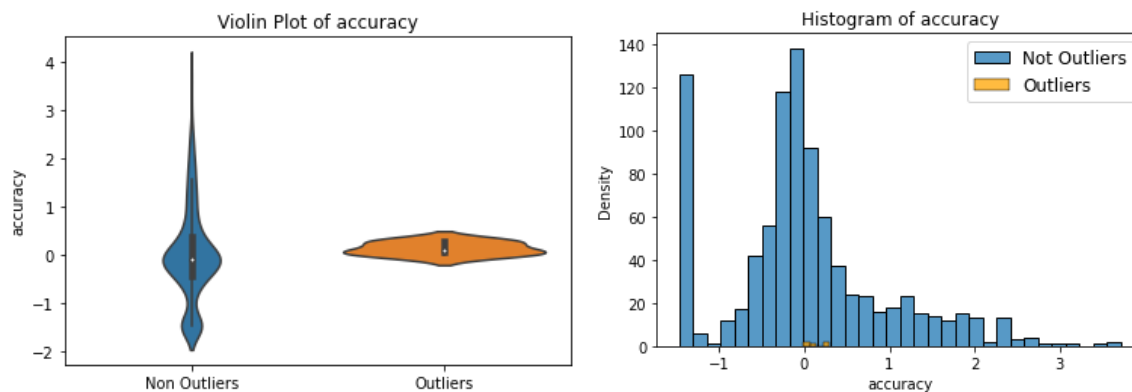 Violin Plot of accuracy
accuracy
4
3
2
1
0
−1
−2
Non Outliers
Outliers
Histogram of accuracy
Density
140
120
100
80
60
40
20
0
Not Outliers
Outliers
−1
0
1
2
3
accuracy